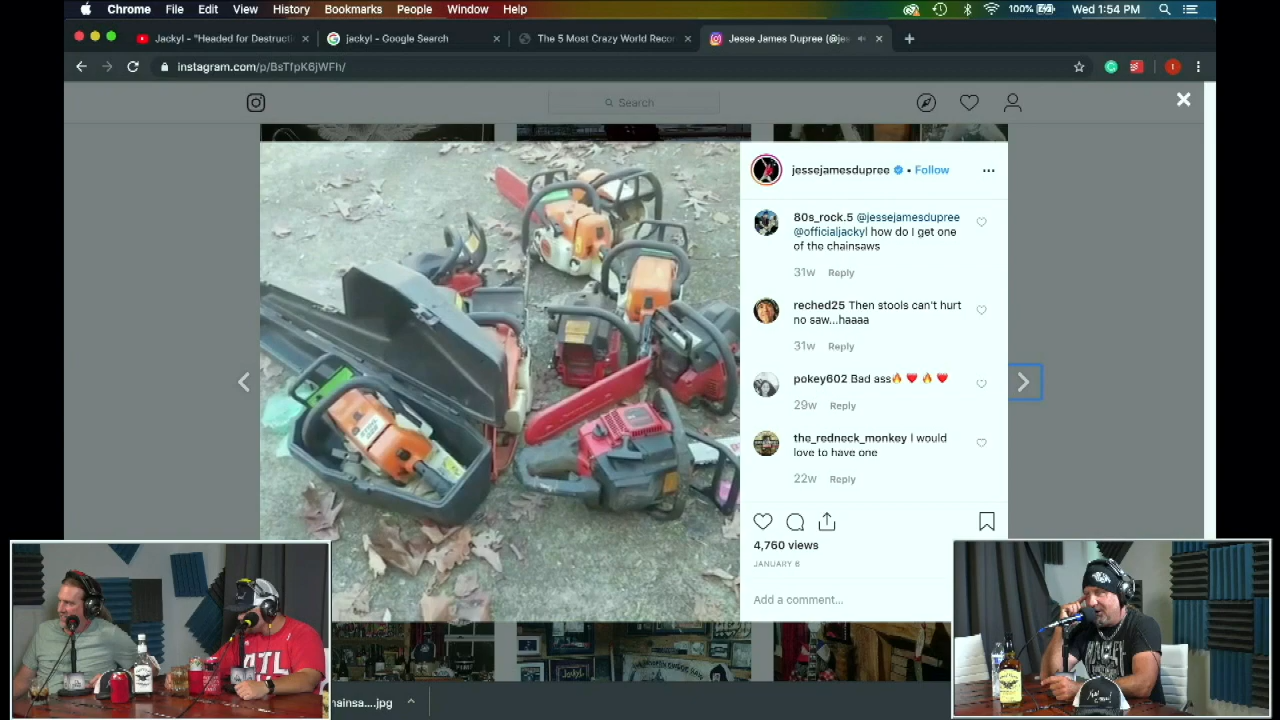 Chrome File Edit View History Bookmarks People Window Help 100% Wed 1:54 PM
Jackyl - "Headed for Destructi
jackyl - Google Search
The 5 Most Crazy World Recor
Jesse James Dupree (@jes
instagram.com/p/BsTfpK6jWFh/
Search
jessejamesdupree • Follow
80s_rock.5 @jessejamesdupree
@officialjackyl how do I get one
of the chainsaws
31w Reply
reched25 Then stools can't hurt
no saw...haaaa
31w Reply
pokey602 Bad ass🔥❤️🔥❤️
29w Reply
the_redneck_monkey I would
love to have one
22w Reply
4,760 views
JANUARY 6
Add a comment...
ATL
ainsa....jpg